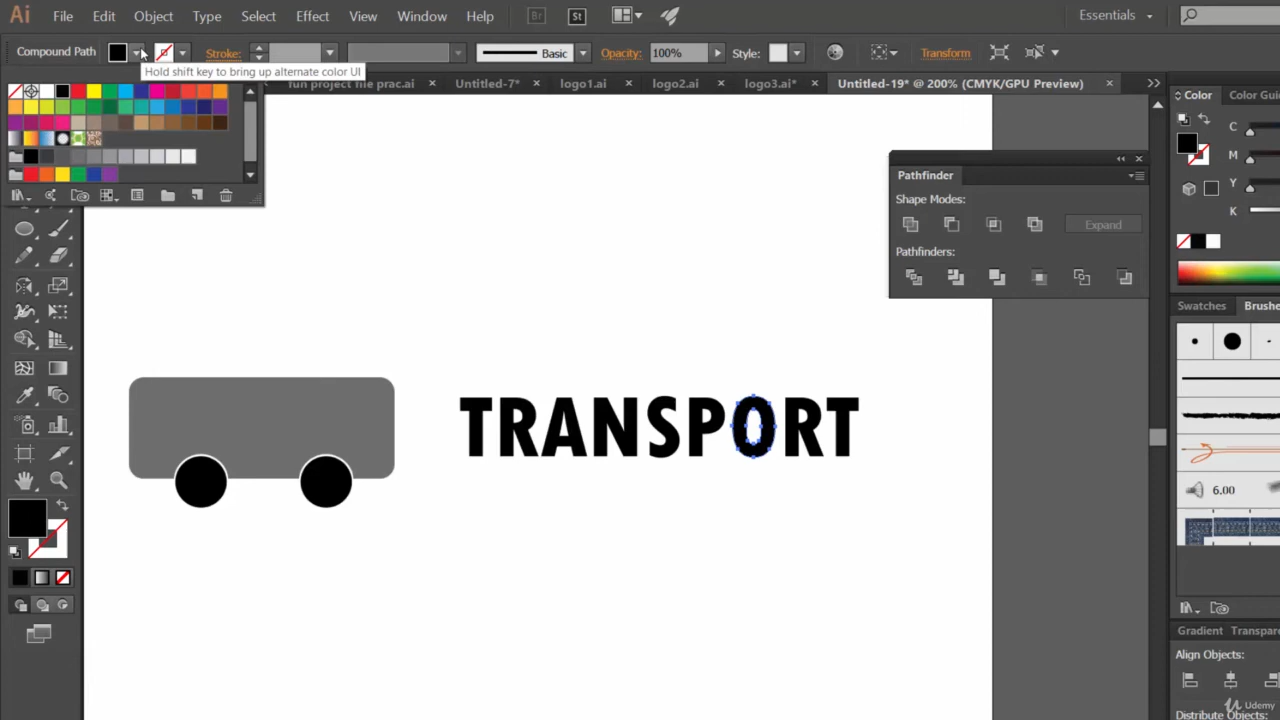 Ai File Edit Object Type Select Effect View Window Help Br St Essentials
Compound Path Stroke: Basic Opacity: 100% Style: Transform
Hold shift key to bring up alternate color UI
fun project file prac.ai × Untitled-7* × logo1.ai × logo2.ai × logo3.ai* × Untitled-19* @ 200% (CMYK/GPU Preview) ×
Color Color Guid
C
M
Y
K
Pathfinder
Shape Modes:
Expand
Pathfinders:
Swatches Brushe
6.00
TRANSPORT
Gradient Transpar
Align Objects:
Udemy
Distribute Objects: